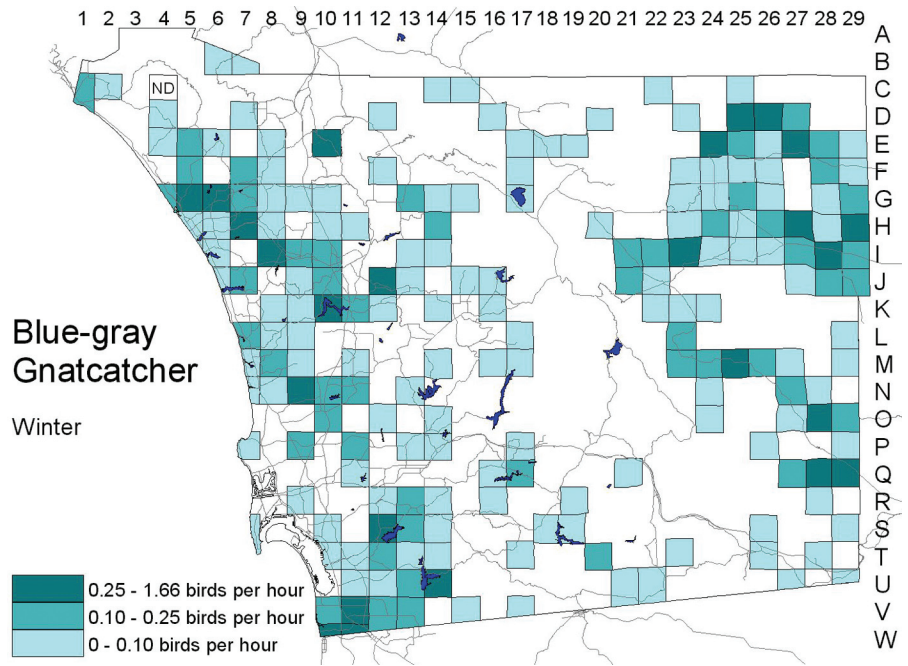 1 2 3 4 5 6 7 8 9 10 11 12 13 14 15 16 17 18 19 20 21 22 23 24 25 26 27 28 29
A
B
C
ND
D
E
F
G
H
I
J
K
L
M
N
O
P
Q
R
S
T
U
V
W
Blue-gray
Gnatcatcher
Winter
0.25 - 1.66 birds per hour
0.10 - 0.25 birds per hour
0 - 0.10 birds per hour